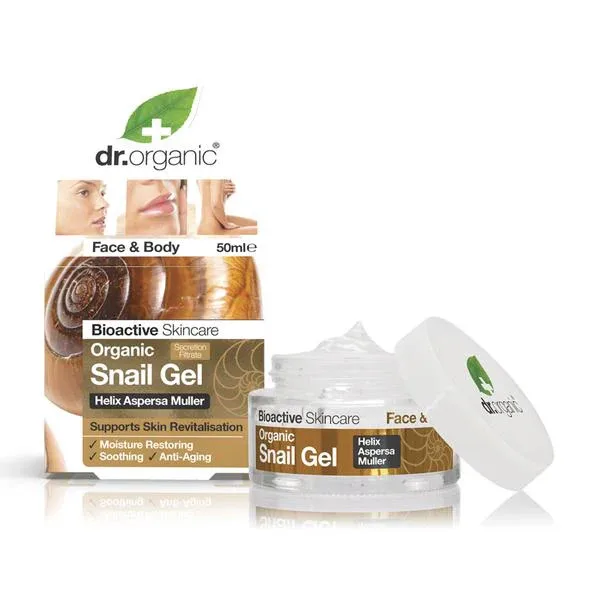 dr.organic®
Face & Body 50ml e
Bioactive Skincare
Organic Secretion
Filtrate
Snail Gel
Helix Aspersa Muller
Supports Skin Revitalisation
✓ Moisture Restoring
✓ Soothing ✓ Anti-Aging
Bioactive Skincare Face &
Organic
Snail Gel
Helix
Aspersa
Muller
dr.organic